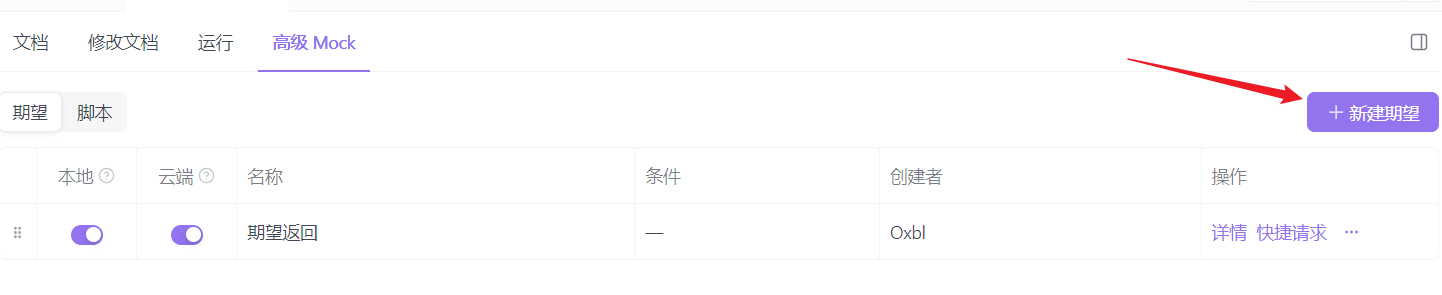 文档 修改文档 运行 高级 Mock
期望 脚本 + 新建期望
本地 云端 名称 条件 创建者 操作
期望返回 — Oxbl 详情 快捷请求 ···